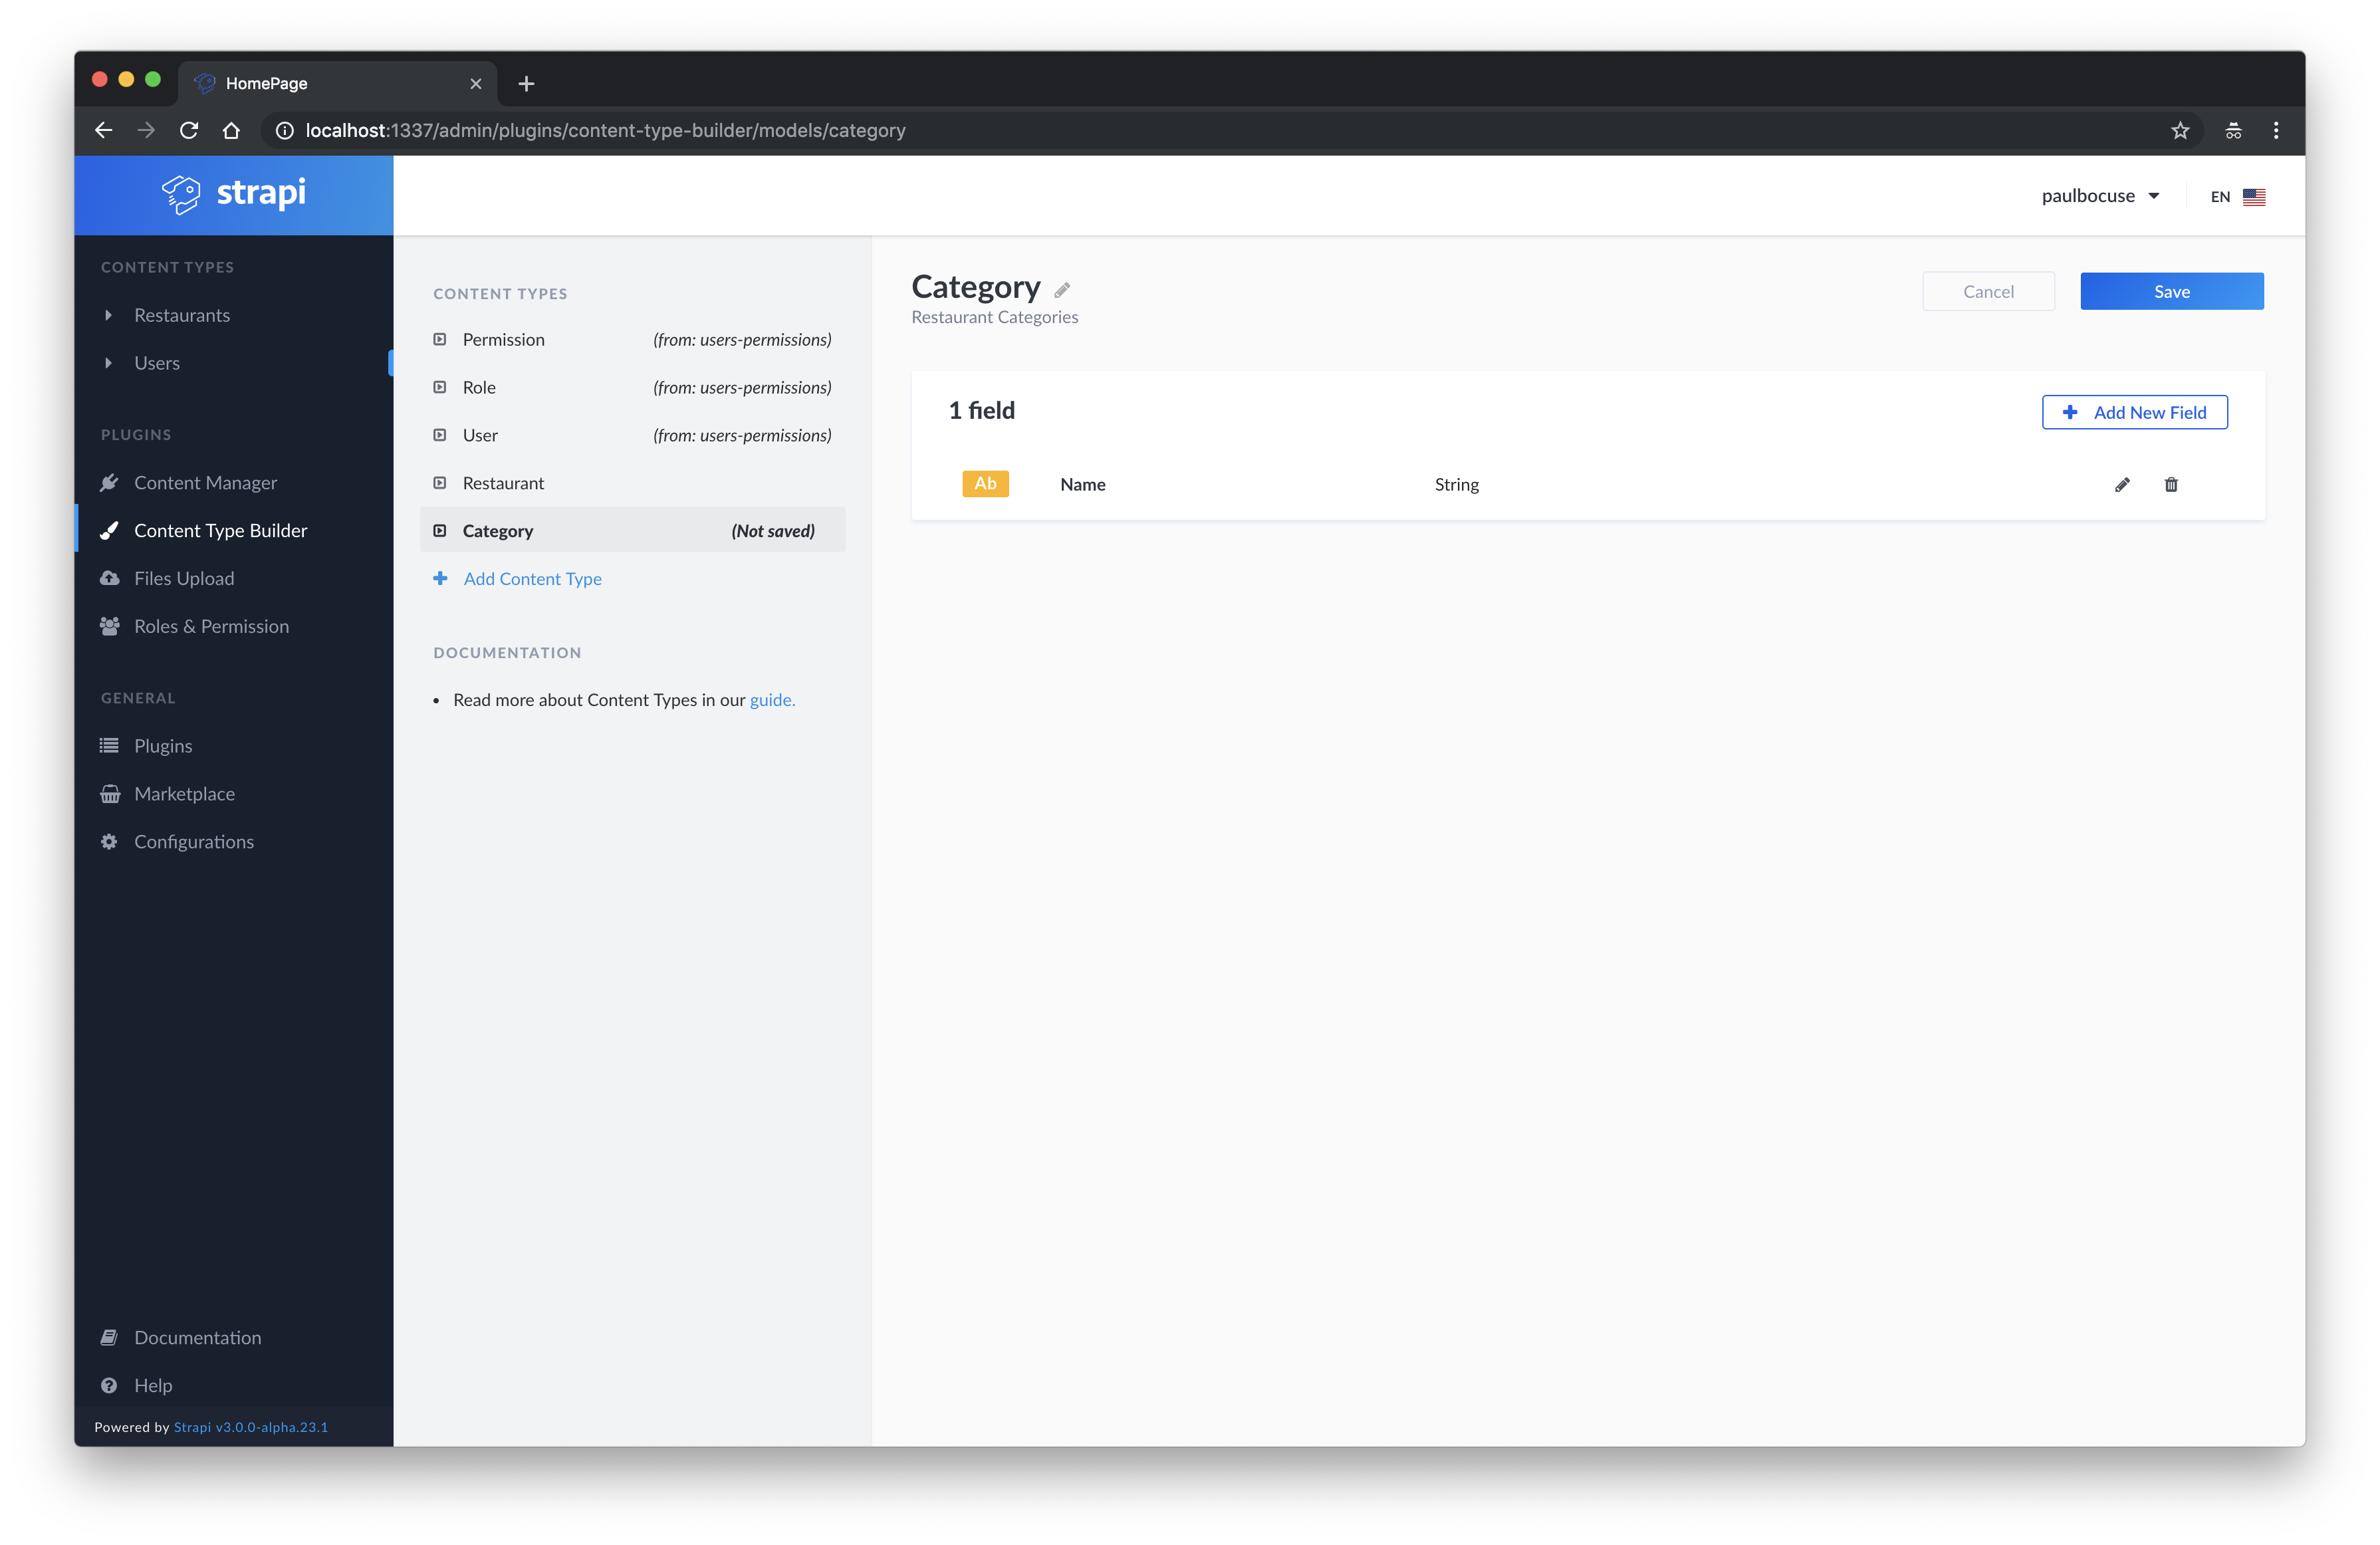 HomePage
localhost:1337/admin/plugins/content-type-builder/models/category
strapi
paulbocuse
EN
CONTENT TYPES
Restaurants
Users
PLUGINS
Content Manager
Content Type Builder
Files Upload
Roles & Permission
GENERAL
Plugins
Marketplace
Configurations
Documentation
Help
Powered by Strapi v3.0.0-alpha.23.1
CONTENT TYPES
Permission (from: users-permissions)
Role (from: users-permissions)
User (from: users-permissions)
Restaurant
Category (Not saved)
Add Content Type
DOCUMENTATION
Read more about Content Types in our guide.
Category
Restaurant Categories
Cancel
Save
1 field
Add New Field
Ab Name String